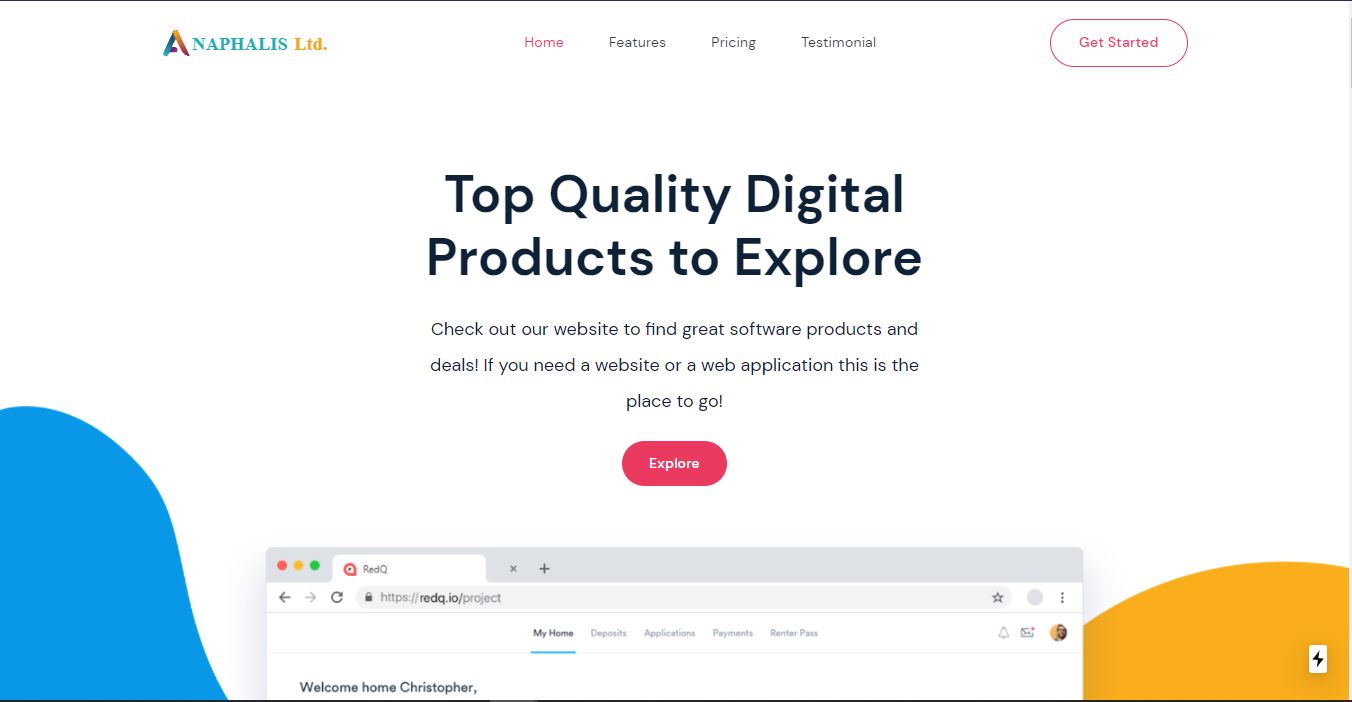 NAPHALIS Ltd.
Home Features Pricing Testimonial
Get Started
Top Quality Digital
Products to Explore
Check out our website to find great software products and
deals! If you need a website or a web application this is the
place to go!
Explore
RedQ
https://redq.io/project
My Home Deposits Applications Payments Renter Pass
Welcome home Christopher,